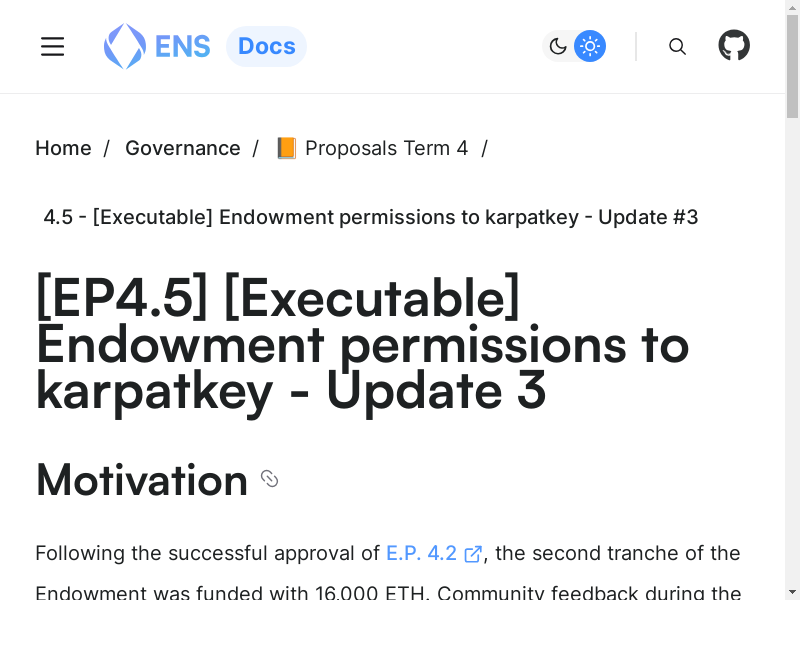 ENS Docs
Home / Governance / 📙 Proposals Term 4 /
4.5 - [Executable] Endowment permissions to karpatkey - Update #3
[EP4.5] [Executable]
Endowment permissions to
karpatkey - Update 3
Motivation
Following the successful approval of E.P. 4.2, the second tranche of the
Endowment was funded with 16,000 ETH. Community feedback during the